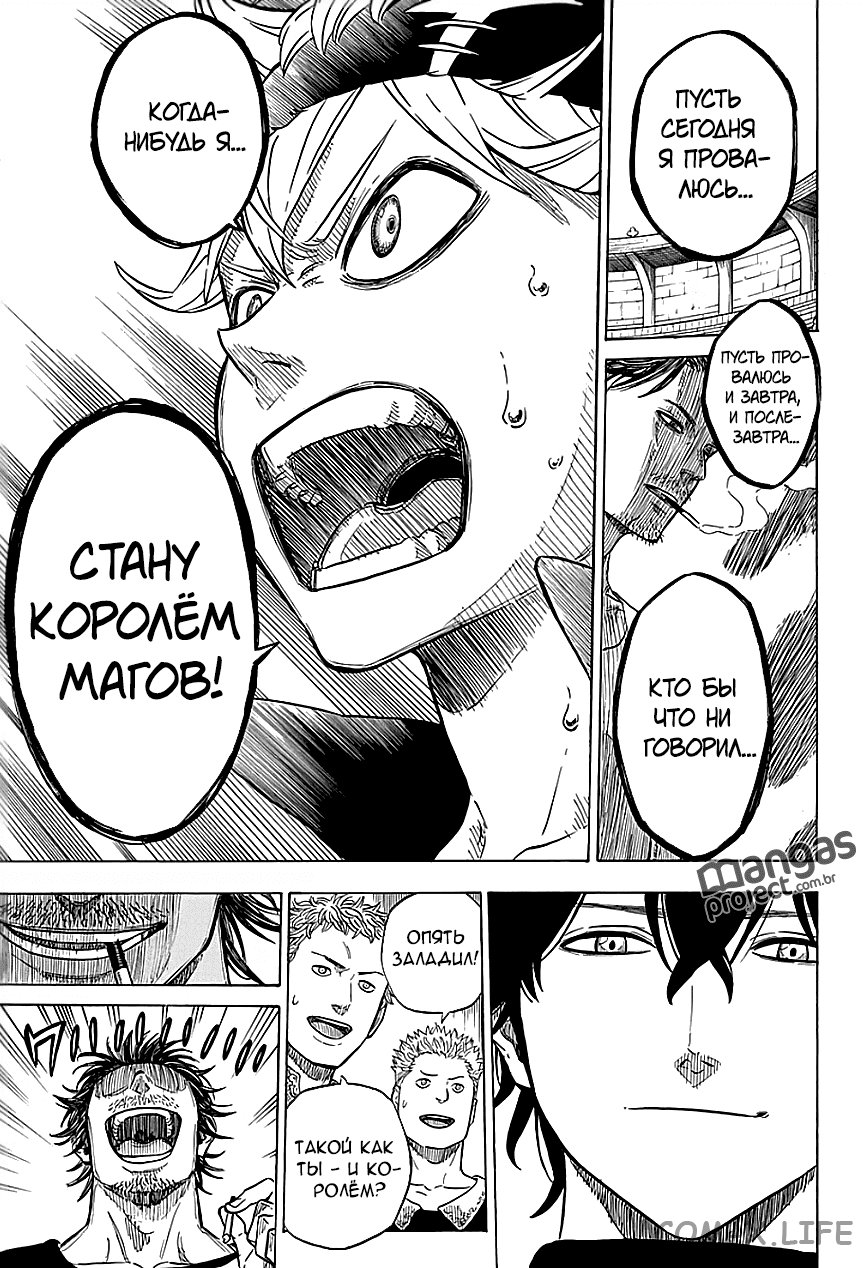 ПУСТЬ
СЕГОДНЯ
Я ПРОВА-
ЛЮСЬ...
ПУСТЬ ПРО-
ВАЛЮСЬ
И ЗАВТРА,
И ПОСЛЕ-
ЗАВТРА...
КТО БЫ
ЧТО НИ
ГОВОРИЛ...
КОГДА-
НИБУДЬ Я...
СТАНУ
КОРОЛЁМ
МАГОВ!
mangas
project.com.br
ОПЯТЬ
ЗАЛАДИЛ!
ТАКОЙ КАК
ТЫ - И КО-
РОЛЁМ?